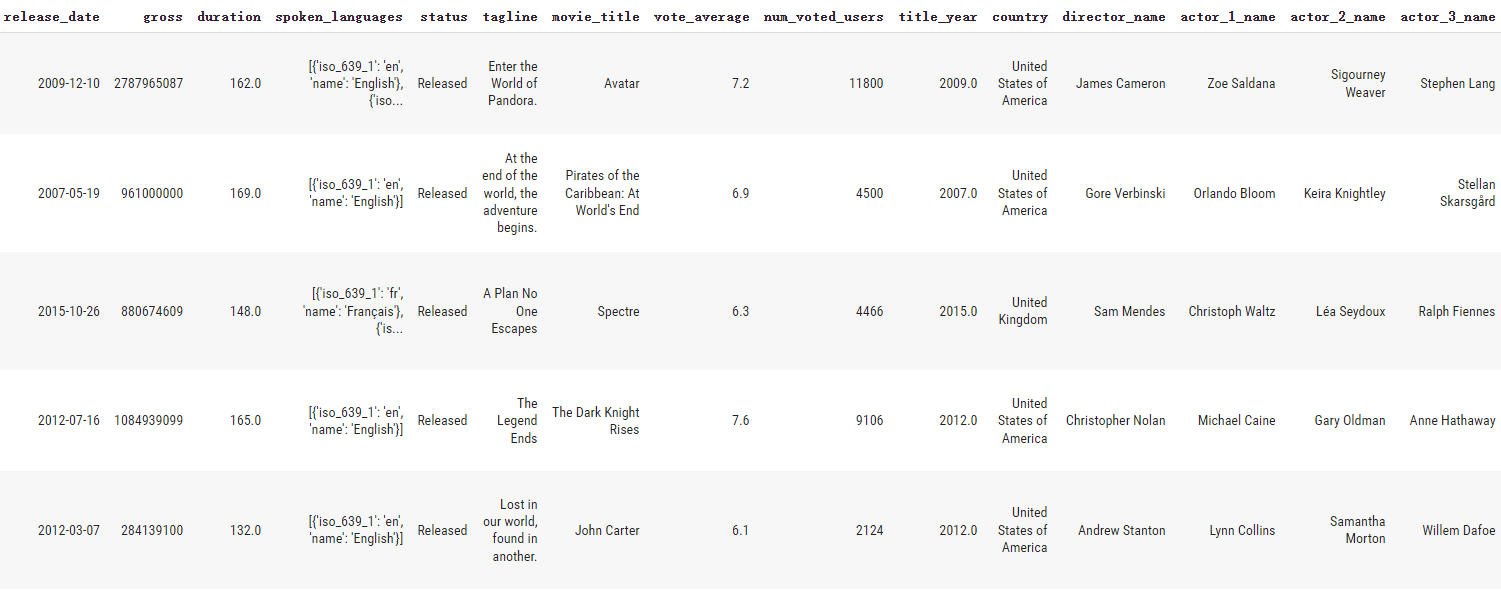 release_date gross duration spoken_languages status tagline movie_title vote_average num_voted_users title_year country director_name actor_1_name actor_2_name actor_3_name
2009-12-10 2787965087 162.0 [{'iso_639_1': 'en', 'name': 'English'}, {'iso... Released Enter the World of Pandora. Avatar 7.2 11800 2009.0 United States of America James Cameron Zoe Saldana Sigourney Weaver Stephen Lang
2007-05-19 961000000 169.0 [{'iso_639_1': 'en', 'name': 'English'}] Released At the end of the world, the adventure begins. Pirates of the Caribbean: At World's End 6.9 4500 2007.0 United States of America Gore Verbinski Orlando Bloom Keira Knightley Stellan Skarsgård
2015-10-26 880674609 148.0 [{'iso_639_1': 'fr', 'name': 'Français'}, {'is... Released A Plan No One Escapes Spectre 6.3 4466 2015.0 United Kingdom Sam Mendes Christoph Waltz Léa Seydoux Ralph Fiennes
2012-07-16 1084939099 165.0 [{'iso_639_1': 'en', 'name': 'English'}] Released The Legend Ends The Dark Knight Rises 7.6 9106 2012.0 United States of America Christopher Nolan Michael Caine Gary Oldman Anne Hathaway
2012-03-07 284139100 132.0 [{'iso_639_1': 'en', 'name': 'English'}] Released Lost in our world, found in another. John Carter 6.1 2124 2012.0 United States of America Andrew Stanton Lynn Collins Samantha Morton Willem Dafoe